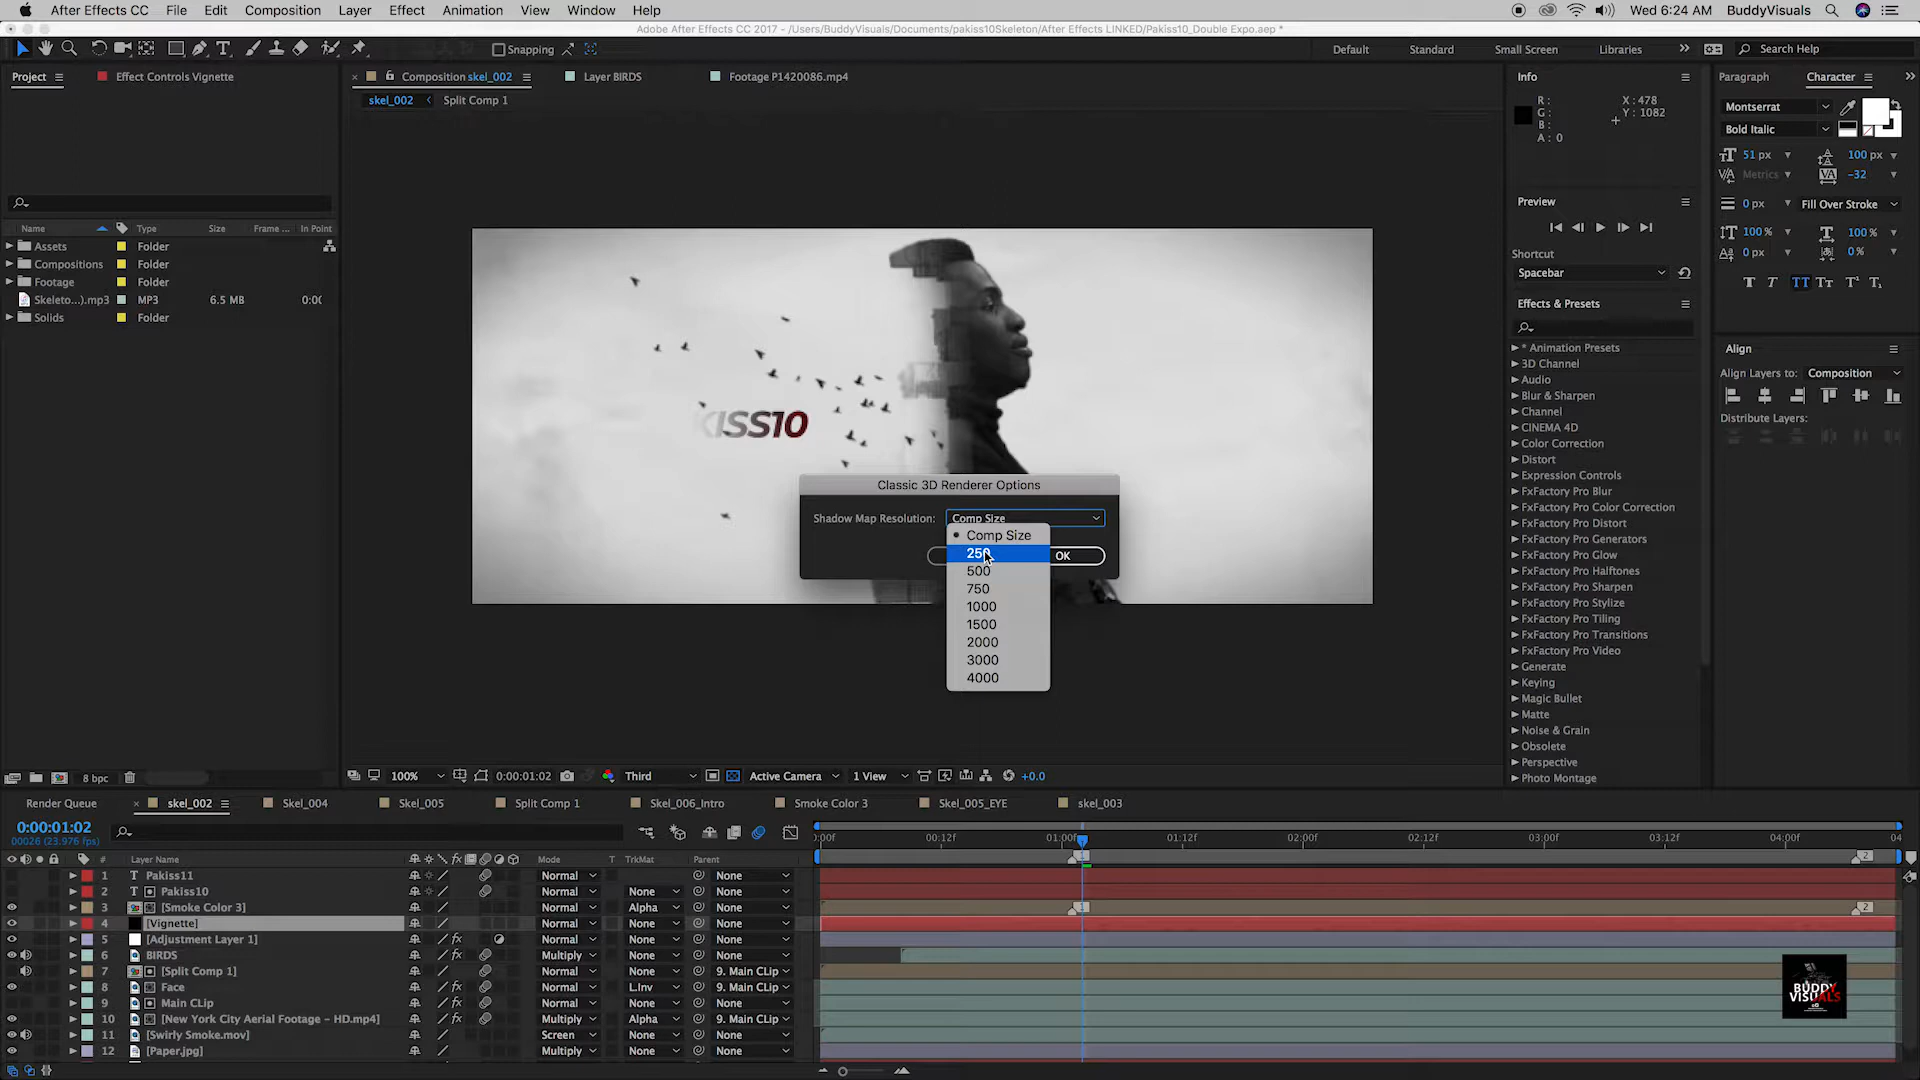 After Effects CC File Edit Composition Layer Effect Animation View Window Help Wed 6:24 AM BuddyVisuals
Adobe After Effects CC 2017 - /Users/BuddyVisuals/Documents/pakiss10Skeleton/After Effects LINKED/Pakiss10_Double Expo.aep *
Snapping Default Standard Small Screen Libraries Search Help
Project Effect Controls Vignette
Composition skel_002 Layer BIRDS Footage P1420086.mp4
skel_002 Split Comp 1
Name Type Size Frame ... In Point
Assets Folder
Compositions Folder
Footage Folder
Skeleto...).mp3 MP3 6.5 MB 0:00
Solids Folder
8 bpc
KISS10
Classic 3D Renderer Options
Shadow Map Resolution: Comp Size
OK
Comp Size
250
500
750
1000
1500
2000
3000
4000
100% 0:00:01:02 Third Active Camera 1 View +0.0
Info
R: X: 478
G: Y: 1082
B:
A: 0
Preview
Shortcut
Spacebar
Effects & Presets
* Animation Presets
3D Channel
Audio
Blur & Sharpen
Channel
CINEMA 4D
Color Correction
Distort
Expression Controls
FxFactory Pro Blur
FxFactory Pro Color Correction
FxFactory Pro Distort
FxFactory Pro Generators
FxFactory Pro Glow
FxFactory Pro Halftones
FxFactory Pro Sharpen
FxFactory Pro Stylize
FxFactory Pro Tiling
FxFactory Pro Transitions
FxFactory Pro Video
Generate
Keying
Magic Bullet
Matte
Noise & Grain
Obsolete
Perspective
Photo Montage
Paragraph Character
Montserrat
Bold Italic
51 px 100 px
Metrics -32
0 px Fill Over Stroke
100 % 100 %
0 px 0 %
Align
Align Layers to: Composition
Distribute Layers:
Render Queue skel_002 Skel_004 Skel_005 Split Comp 1 Skel_006_Intro Smoke Color 3 Skel_005_EYE skel_003
0:00:01:02
00026 (23.976 fps)
:00f 00:12f 01:00f 01:12f 02:00f 02:12f 03:00f 03:12f 04:00f 04
# Layer Name Mode T TrkMat Parent
1 Pakiss11 Normal None
2 Pakiss10 Normal None None
3 [Smoke Color 3] Normal Alpha None
4 [Vignette] Normal None None
5 [Adjustment Layer 1] Normal None None
6 BIRDS Multiply None None
7 [Split Comp 1] Normal None 9. Main CLip
8 Face Normal L.Inv 9. Main CLip
9 Main CLip Normal None None
10 [New York City Aerial Footage - HD.mp4] Multiply Alpha 9. Main CLip
11 [Swirly Smoke.mov] Screen None None
12 [Paper.jpg] Multiply None None
1 2
2
BUDDY
VISUALS